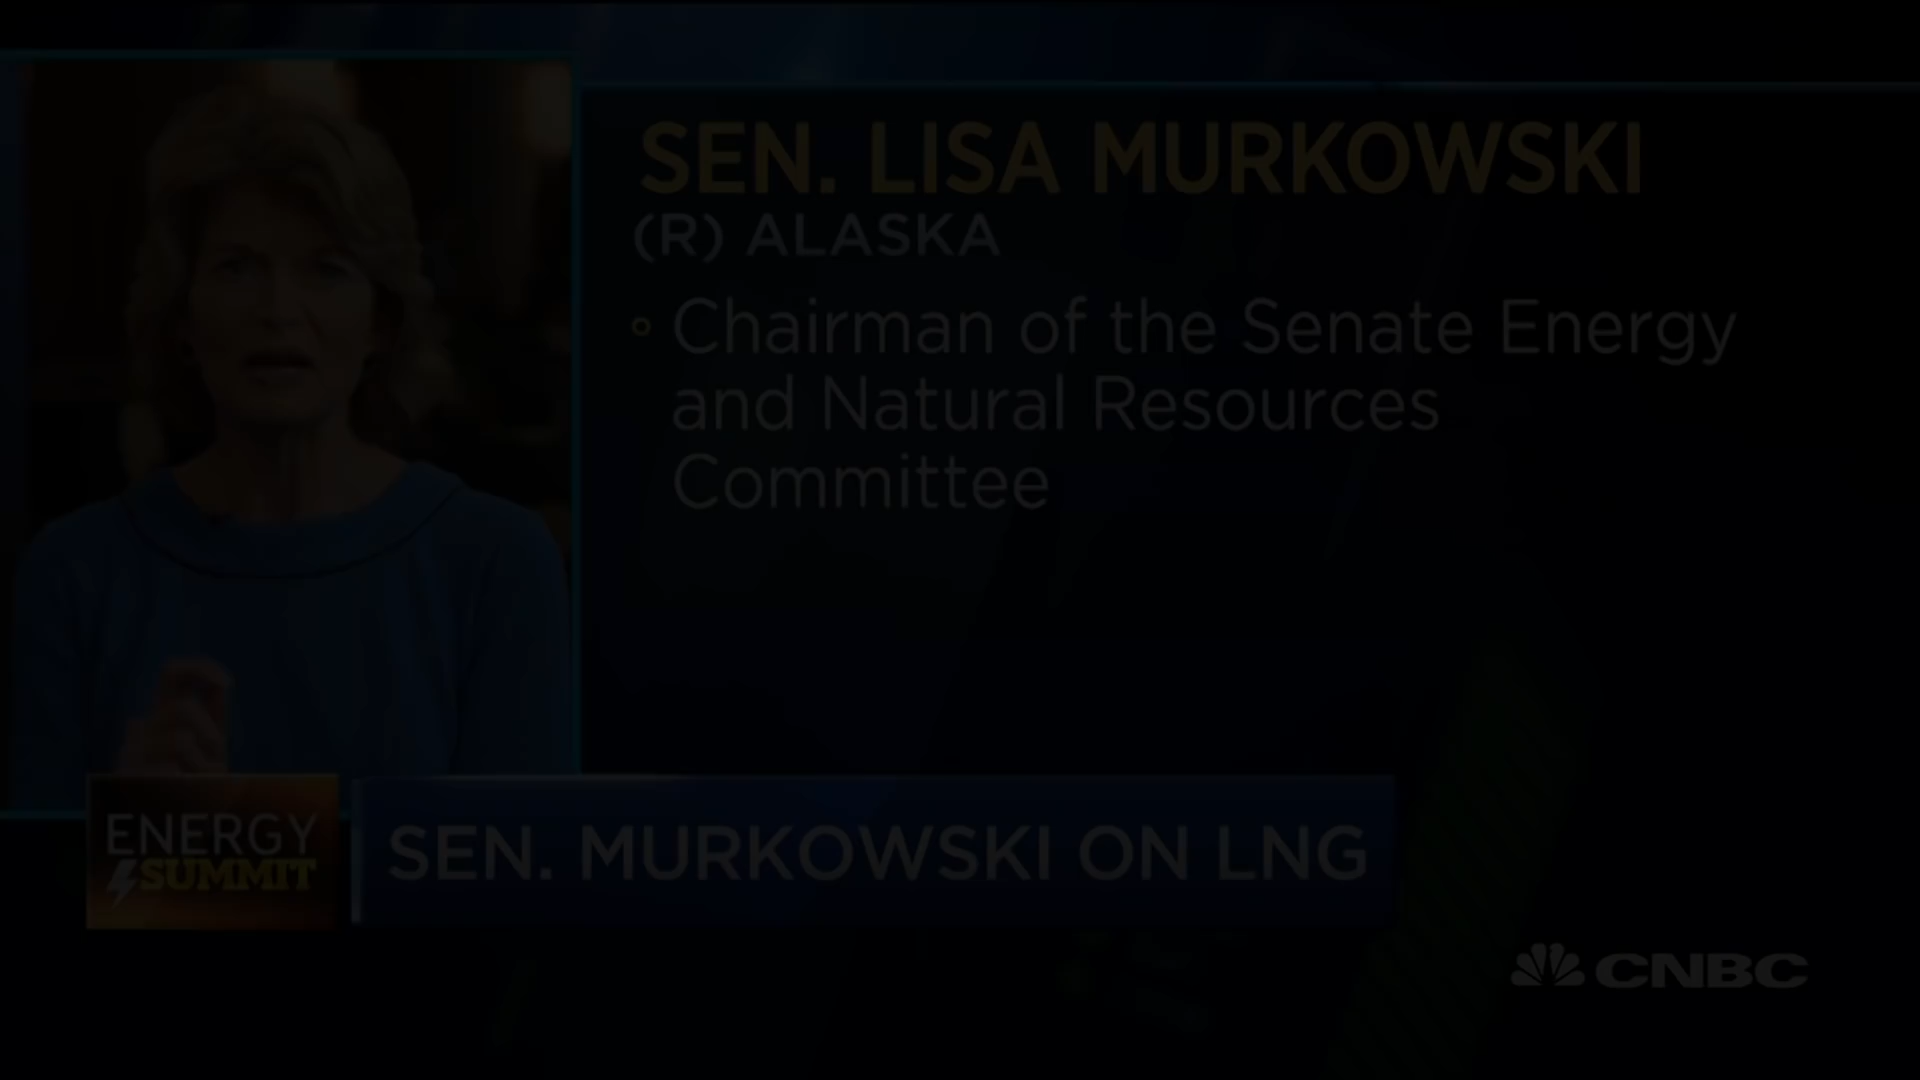 SEN. LISA MURKOWSKI
(R) ALASKA
Chairman of the Senate Energy
and Natural Resources
Committee
ENERGY
SUMMIT
SEN. MURKOWSKI ON LNG
CNBC